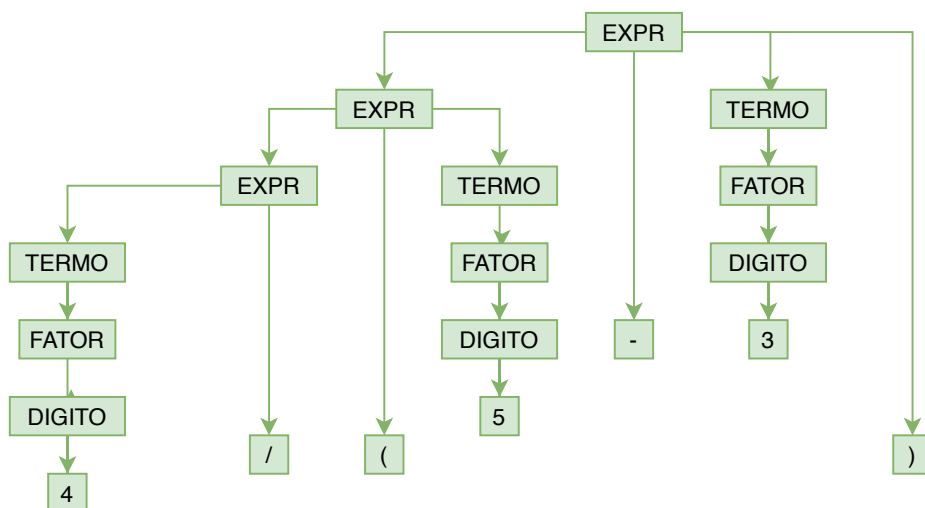 EXPR
EXPR
TERMO
EXPR
TERMO
FATOR
TERMO
FATOR
DIGITO
FATOR
DIGITO
-
3
DIGITO
5
/
(
)
4